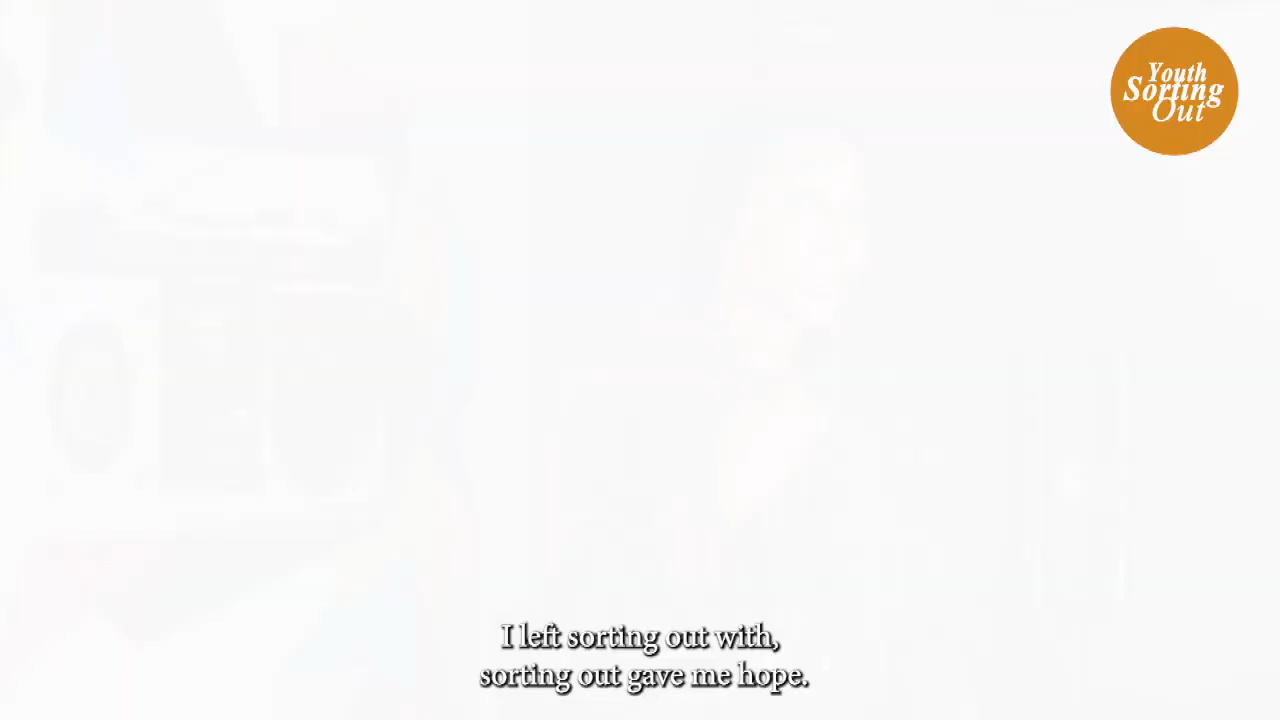 Youth
Sorting
Out
I left sorting out with,
sorting out gave me hope.